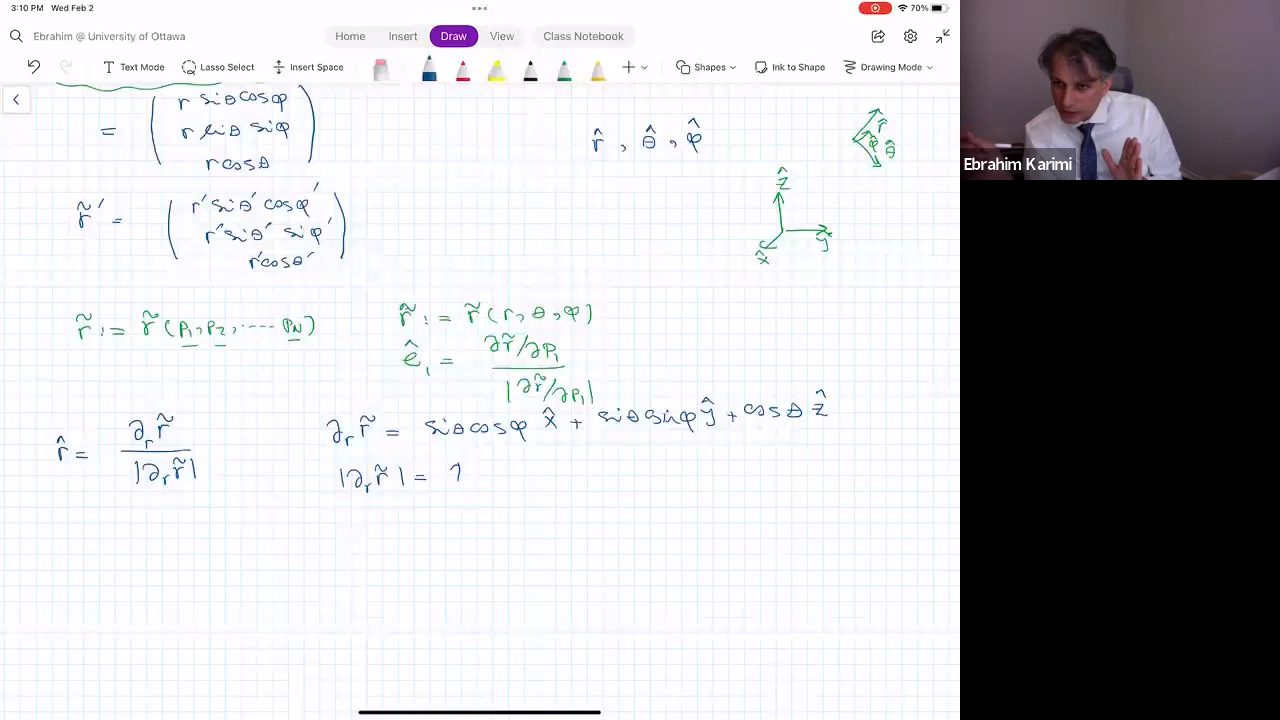 3:10 PM Wed Feb 2
70%
Ebrahim @ University of Ottawa
Home Insert Draw View Class Notebook
Text Mode Lasso Select Insert Space Shapes Ink to Shape Drawing Mode
= ( r sinθ cosφ
r sinθ sinφ
r cosθ )
r̂ , θ̂ , φ̂
r̂
φ̂
θ̂
ẑ
ŷ
x̂
r̃′ = ( r′ sinθ′ cosφ′
r′ sinθ′ sinφ′
r′ cosθ′ )
r̃ := r̃ (p₁, p₂, ---- p_N)
r̃ := r̃ (r, θ, φ)
ê₁ = ∂r̃/∂p₁ / |∂r̃/∂p₁|
r̂ = ∂ᵣr̃ / |∂ᵣr̃|
∂ᵣr̃ = sinθ cosφ x̂ + sinθ sinφ ŷ + cosθ ẑ
|∂ᵣr̃| = 1
Ebrahim Karimi